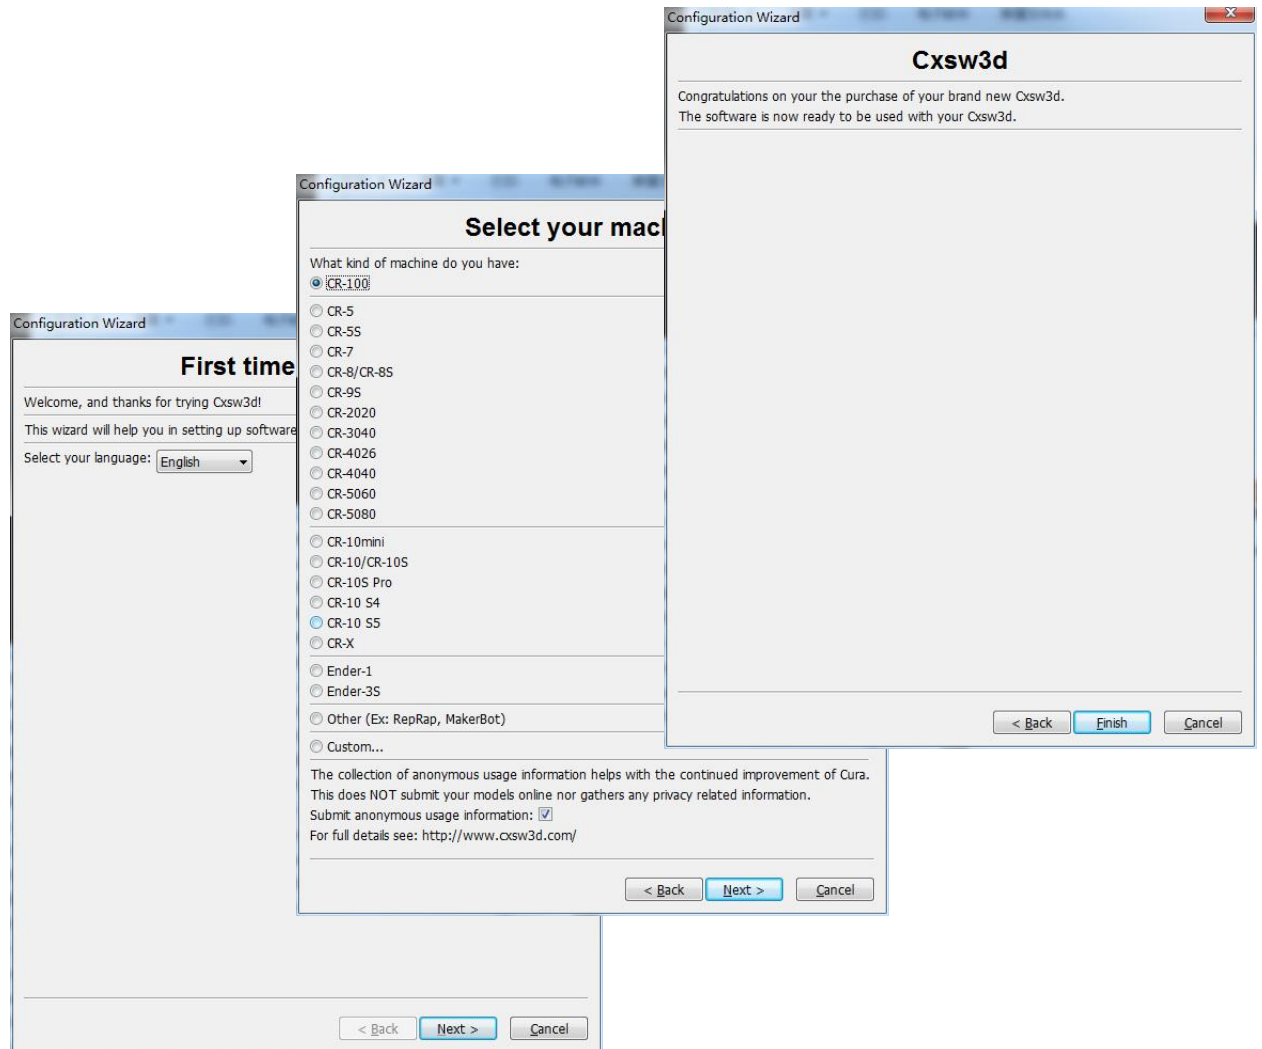 Configuration Wizard
First time
Welcome, and thanks for trying Cxsw3d!
This wizard will help you in setting up software
Select your language: English
< Back Next > Cancel
Configuration Wizard
Select your
What kind of machine do you have:
CR-100
CR-5
CR-5S
CR-7
CR-8/CR-8S
CR-9S
CR-2020
CR-3040
CR-4026
CR-4040
CR-5060
CR-5080
CR-10mini
CR-10/CR-10S
CR-10S Pro
CR-10 S4
CR-10 S5
CR-X
Ender-1
Ender-3S
Other (Ex: RepRap, MakerBot)
Custom...
The collection of anonymous usage information helps with the continued improvement of Cura.
This does NOT submit your models online nor gathers any privacy related information.
Submit anonymous usage information:
For full details see: http://www.cxsw3d.com/
< Back Next > Cancel
Configuration Wizard
Cxsw3d
Congratulations on your the purchase of your brand new Cxsw3d.
The software is now ready to be used with your Cxsw3d.
< Back Finish Cancel